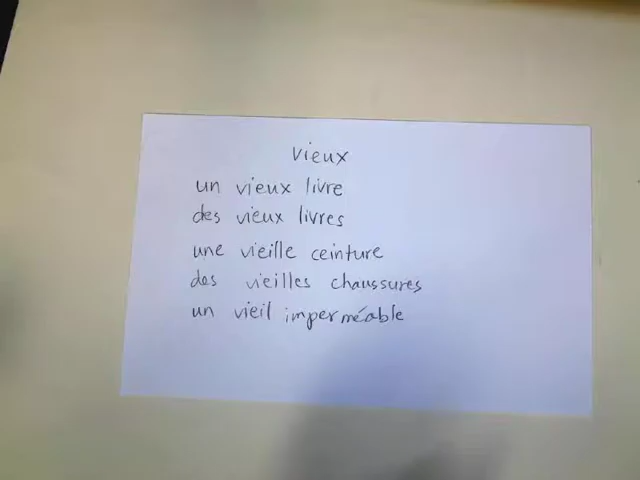 vieux
un vieux livre
des vieux livres
une vieille ceinture
des vieilles chaussures
un vieil imperméable